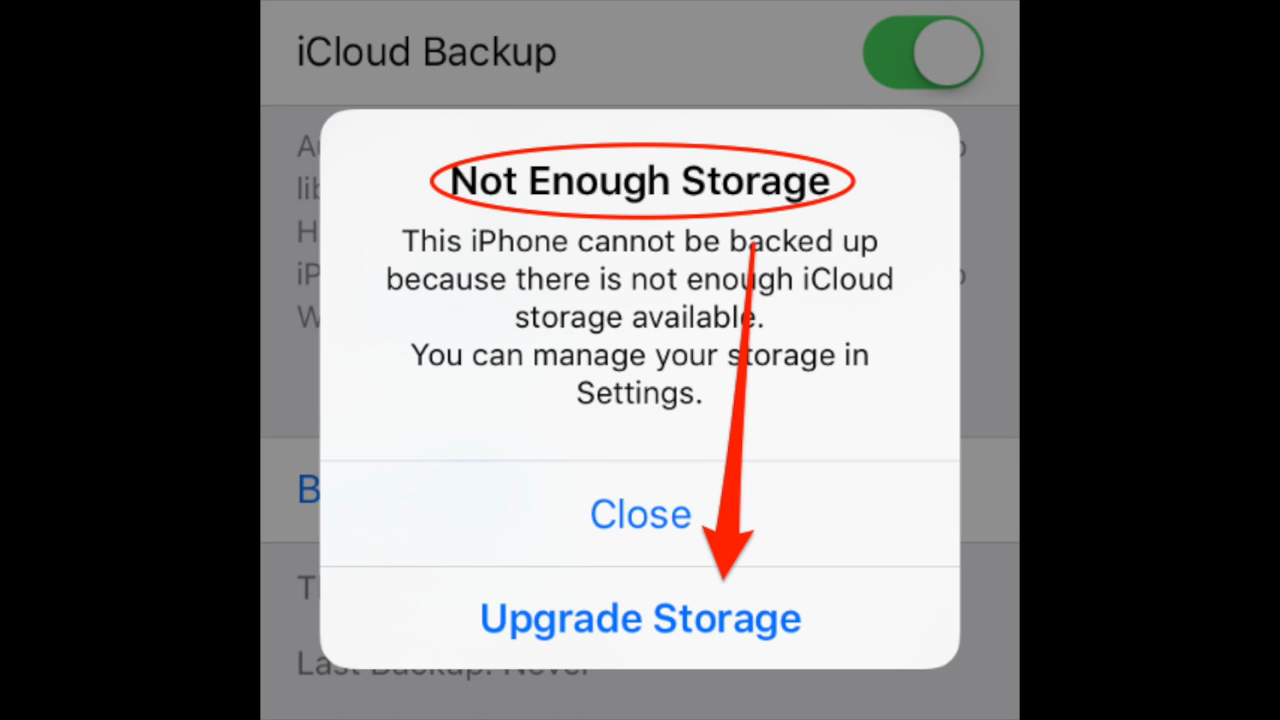 iCloud Backup
Not Enough Storage
This iPhone cannot be backed up
because there is not enough iCloud
storage available.
You can manage your storage in
Settings.
Close
Upgrade Storage
Last Backup: Never